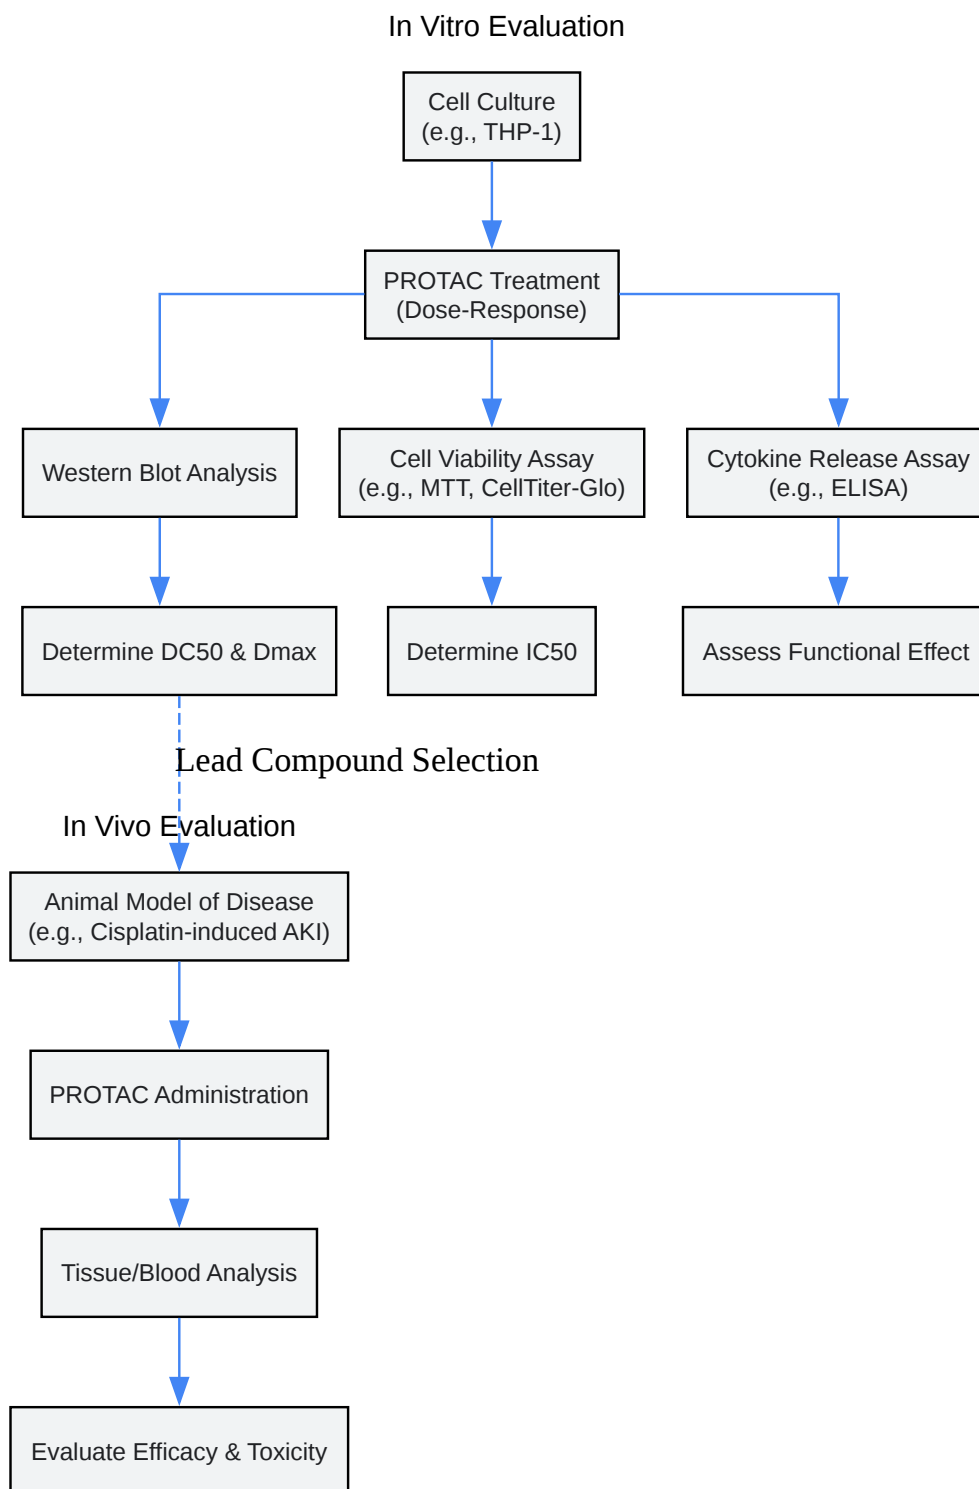 In Vitro Evaluation
Cell Culture
(e.g., THP-1)
PROTAC Treatment
(Dose-Response)
Western Blot Analysis
Cell Viability Assay
(e.g., MTT, CellTiter-Glo)
Cytokine Release Assay
(e.g., ELISA)
Determine DC50 & Dmax
Determine IC50
Assess Functional Effect
Lead Compound Selection
In Vivo Evaluation
Animal Model of Disease
(e.g., Cisplatin-induced AKI)
PROTAC Administration
Tissue/Blood Analysis
Evaluate Efficacy & Toxicity